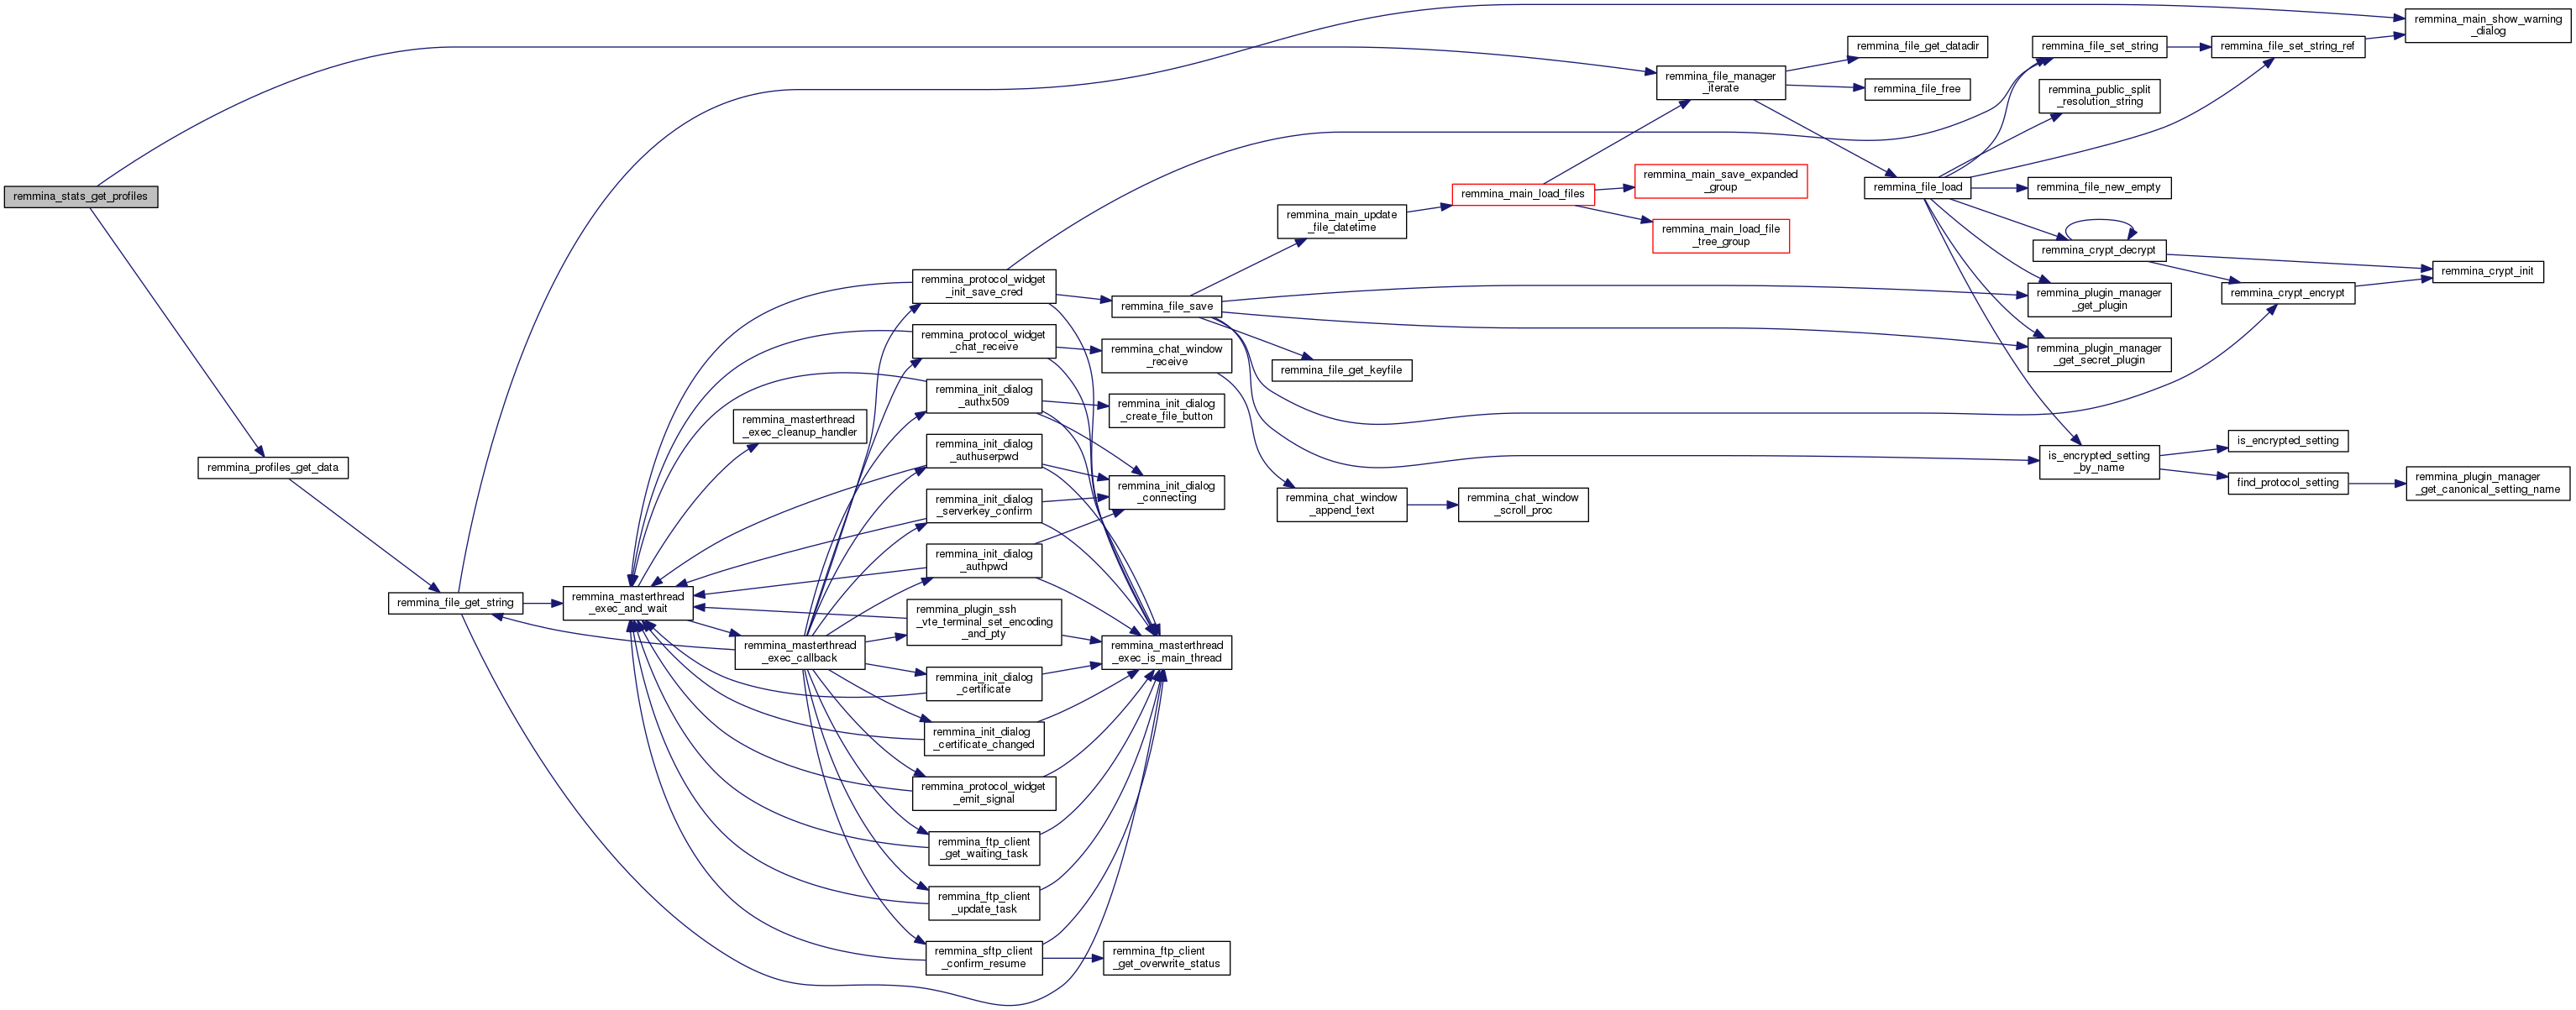 remmina_stats_get_profiles
remmina_profiles_get_data
remmina_file_get_string
remmina_masterthread
_exec_and_wait
remmina_masterthread
_exec_cleanup_handler
remmina_masterthread
_exec_callback
remmina_protocol_widget
_init_save_cred
remmina_protocol_widget
_chat_receive
remmina_init_dialog
_authx509
remmina_init_dialog
_authuserpwd
remmina_init_dialog
_serverkey_confirm
remmina_init_dialog
_authpwd
remmina_plugin_ssh
_vte_terminal_set_encoding
_and_pty
remmina_init_dialog
_certificate
remmina_init_dialog
_certificate_changed
remmina_protocol_widget
_emit_signal
remmina_ftp_client
_get_waiting_task
remmina_ftp_client
_update_task
remmina_sftp_client
_confirm_resume
remmina_file_save
remmina_chat_window
_receive
remmina_init_dialog
_create_file_button
remmina_init_dialog
_connecting
remmina_masterthread
_exec_is_main_thread
remmina_ftp_client
_get_overwrite_status
remmina_main_update
_file_datetime
remmina_file_get_keyfile
remmina_chat_window
_append_text
remmina_chat_window
_scroll_proc
remmina_main_load_files
remmina_file_manager
_iterate
remmina_main_save_expanded
_group
remmina_main_load_file
_tree_group
remmina_file_get_datadir
remmina_file_free
remmina_file_load
remmina_file_set_string
remmina_public_split
_resolution_string
remmina_file_new_empty
remmina_crypt_decrypt
remmina_plugin_manager
_get_plugin
remmina_plugin_manager
_get_secret_plugin
is_encrypted_setting
_by_name
remmina_file_set_string_ref
remmina_crypt_encrypt
is_encrypted_setting
find_protocol_setting
remmina_main_show_warning
_dialog
remmina_crypt_init
remmina_plugin_manager
_get_canonical_setting_name